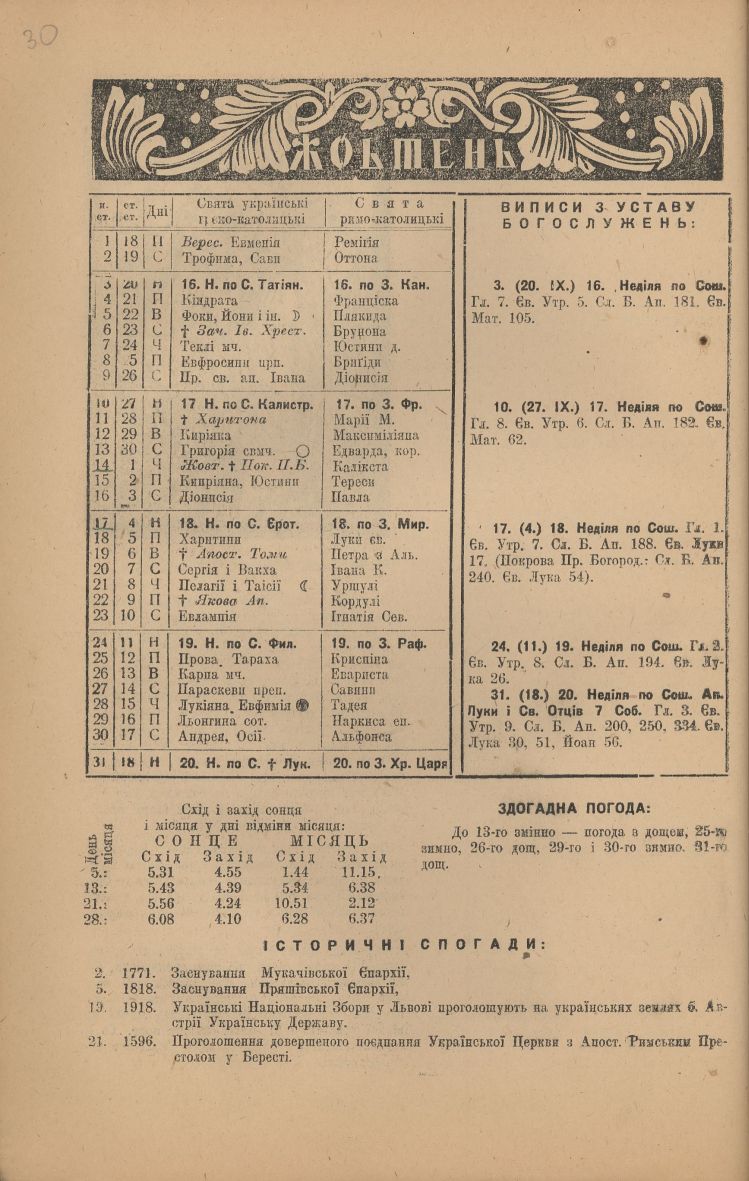 30
ЖОВТЕНЬ
н. ст. | ст. ст. | Дні | Свята українські греко-католицькі | Свята римо-католицькі
1 | 18 | П | Верес. Евменія | Ремігія
2 | 19 | С | Трофима, Сави | Оттона
3 | 20 | Н | 16. Н. по С. Татіян. | 16. по З. Кан.
4 | 21 | П | Кіндрата | Франціска
5 | 22 | В | Фоки, Йони і ін. ☽ | Плякида
6 | 23 | С | † Зач. Ів. Хрест. | Брунона
7 | 24 | Ч | Теклі мч. | Юстини д.
8 | 5 | П | Евфросини прп. | Бриґіди
9 | 26 | С | Пр. св. ап. Івана | Діонисія
10 | 27 | Н | 17 Н. по С. Калистр. | 17. по З. Фр.
11 | 28 | П | † Харитона | Марії М.
12 | 29 | В | Киріяка | Максиміліяна
13 | 30 | С | Григорія свмч. ○ | Едварда, кор.
14 | 1 | Ч | Жовт. † Пок. П.Б. | Калікста
15 | 2 | П | Кипріяна, Юстини | Тереси
16 | 3 | С | Діонисія | Павла
17 | 4 | Н | 18. Н. по С. Єрот. | 18. по З. Мир.
18 | 5 | П | Харитини | Луки єв.
19 | 6 | В | † Апост. Томи | Петра з Аль.
20 | 7 | С | Сергія і Вакха | Івана К.
21 | 8 | Ч | Пелагії і Таісії ☾ | Уршулі
22 | 9 | П | † Якова Ап. | Кордулі
23 | 10 | С | Евлампія | Ігнатія Сев.
24 | 11 | Н | 19. Н. по С. Фил. | 19. по З. Раф.
25 | 12 | П | Прова, Тараха | Криспіна
26 | 13 | В | Карпа мч. | Евариста
27 | 14 | С | Параскеви преп. | Савини
28 | 15 | Ч | Лукіяна, Евфимія | Тадея
29 | 16 | П | Льонгина сот. | Наркиса еп.
30 | 17 | С | Андрея, Осії | Альфонса
31 | 18 | Н | 20. Н. по С. † Лук. | 20. по З. Хр. Царя
ВИПИСИ З УСТАВУ
БОГОСЛУЖЕНЬ:
3. (20. IX.) 16. Неділя по Сош.
Гл. 7. Єв. Утр. 5. Сл. Б. Ап. 181. Єв.
Мат. 105.
10. (27. IX.) 17. Неділя по Сош.
Гл. 8. Єв. Утр. 6. Сл. Б. Ап. 182. Єв.
Мат. 62.
17. (4.) 18. Неділя по Сош. Гл. 1.
Єв. Утр. 7. Сл. Б. Ап. 188. Єв. Луки
17. (Покрова Пр. Богород.: Сл. Б. Ап.
240. Єв. Лука 54).
24. (11.) 19. Неділя по Сош. Гл. 2.
Єв. Утр. 8. Сл. Б. Ап. 194. Єв. Лу-
ка 26.
31. (18.) 20. Неділя по Сош. Ап.
Луки і Св. Отців 7 Соб. Гл. 3. Єв.
Утр. 9. Сл. Б. Ап. 200, 250, 334. Єв.
Лука 30, 51, Йоан 56.
Схід і захід сонця
і місяця у дні відміни місяця:
День місяця
СОНЦЕ МІСЯЦЬ
Схід Захід Схід Захід
5.: 5.31 4.55 1.44 11.15.
13.: 5.43 4.39 5.34 6.38
21.: 5.56 4.24 10.51 2.12
28.: 6.08 4.10 6.28 6.37
ЗДОГАДНА ПОГОДА:
До 13-го змінно — погода з дощем, 25-го
зимно, 26-го дощ, 29-го і 30-го зимно. 31-го
дощ.
ІСТОРИЧНІ СПОГАДИ:
2. 1771. Заснування Мукачівської Єпархії,
5. 1818. Заснування Пряшівської Єпархії,
19. 1918. Українські Національні Збори у Львові проголошують на українських землях б. Ав-
стрії Українську Державу.
21. 1596. Проголошення довершеного поєднання Української Церкви з Апост. Римським Пре-
столом у Бересті.